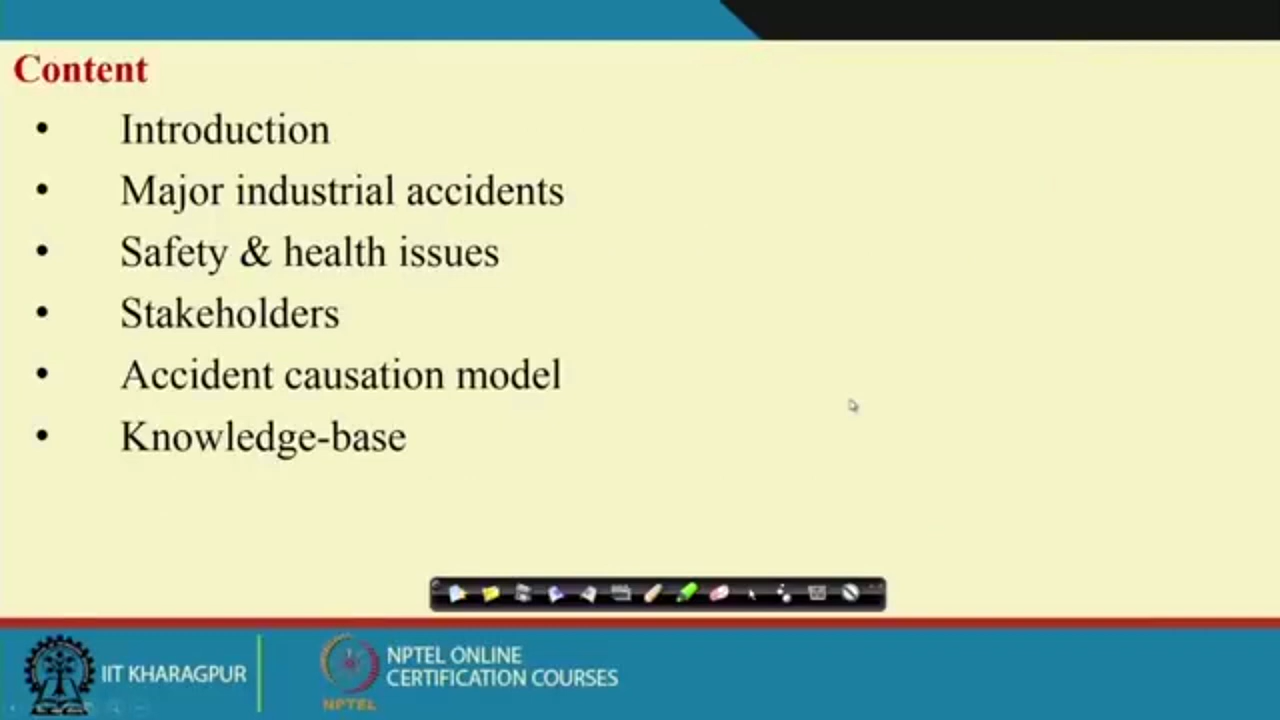 Content
• Introduction
• Major industrial accidents
• Safety & health issues
• Stakeholders
• Accident causation model
• Knowledge-base
IIT KHARAGPUR
NPTEL ONLINE
CERTIFICATION COURSES
NPTEL